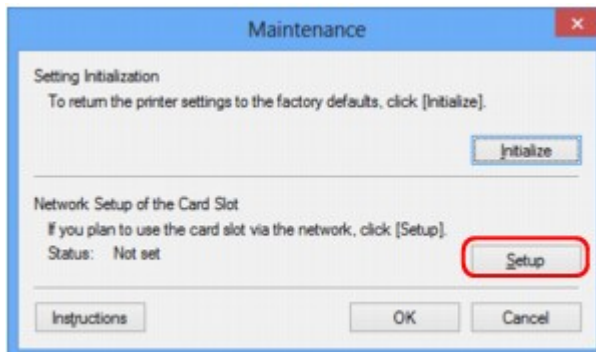 Maintenance
Setting Initialization
To return the printer settings to the factory defaults, click [Initialize].
Initialize
Network Setup of the Card Slot
If you plan to use the card slot via the network, click [Setup].
Status: Not set
Setup
Instructions OK Cancel